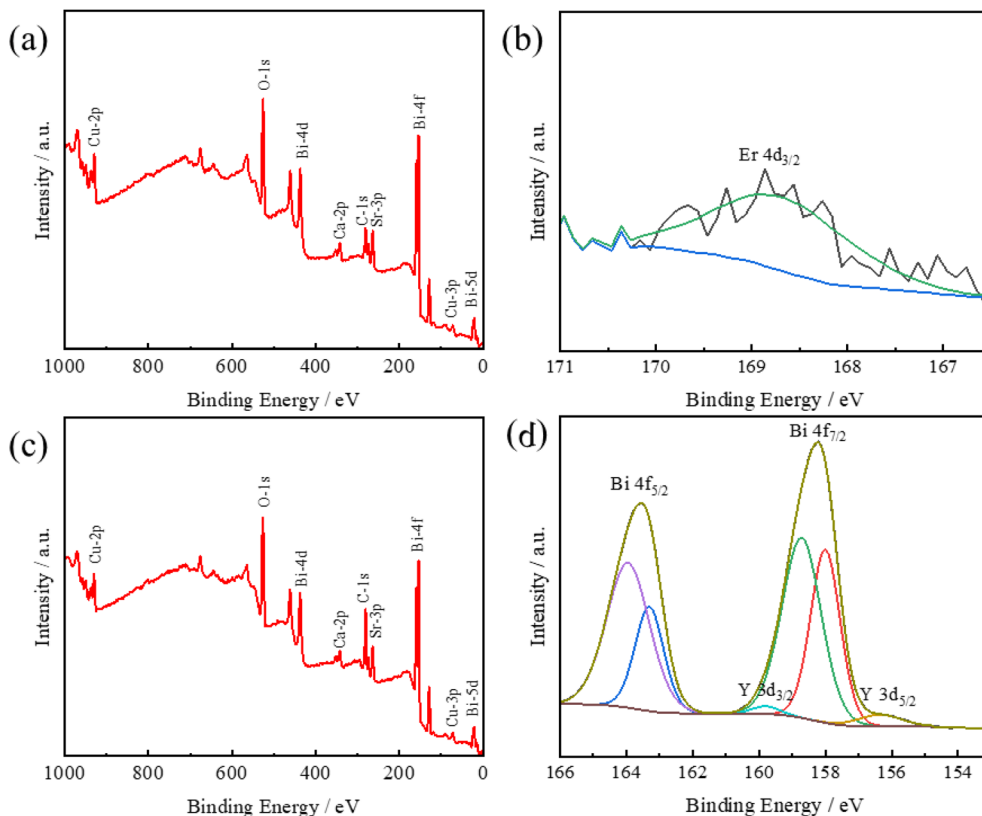 (a)
Cu-2p
O-1s
Bi-4d
Ca-2p
C-1s
Sr-3p
Bi-4f
Cu-3p
Bi-5d
Intensity / a.u.
1000 800 600 400 200 0
Binding Energy / eV
(b)
Er 4d3/2
Intensity / a.u.
171 170 169 168 167
Binding Energy / eV
(c)
Cu-2p
O-1s
Bi-4d
Ca-2p
C-1s
Sr-3p
Bi-4f
Cu-3p
Bi-5d
Intensity / a.u.
1000 800 600 400 200 0
Binding Energy / eV
(d)
Bi 4f5/2
Bi 4f7/2
Y 3d3/2
Y 3d5/2
Intensity / a.u.
166 164 162 160 158 156 154
Binding Energy / eV